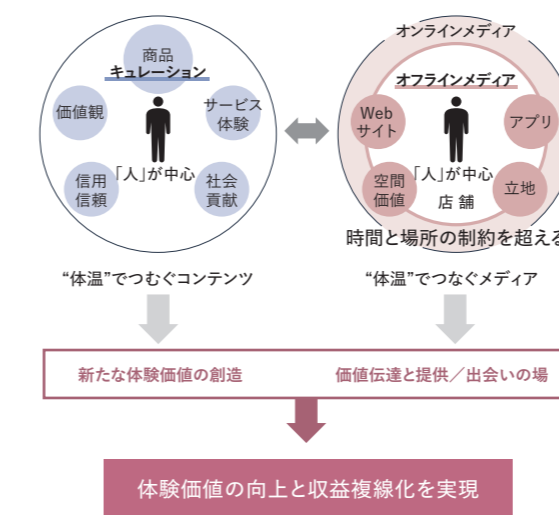 商品
キュレーション
価値観
サービス
体験
「人」が中心
信用
信頼
社会
貢献
オンラインメディア
オフラインメディア
Web
サイト
アプリ
「人」が中心
空間
価値
店舗
立地
時間と場所の制約を超える
“体温”でつむぐコンテンツ
“体温”でつなぐメディア
新たな体験価値の創造
価値伝達と提供／出会いの場
体験価値の向上と収益複線化を実現